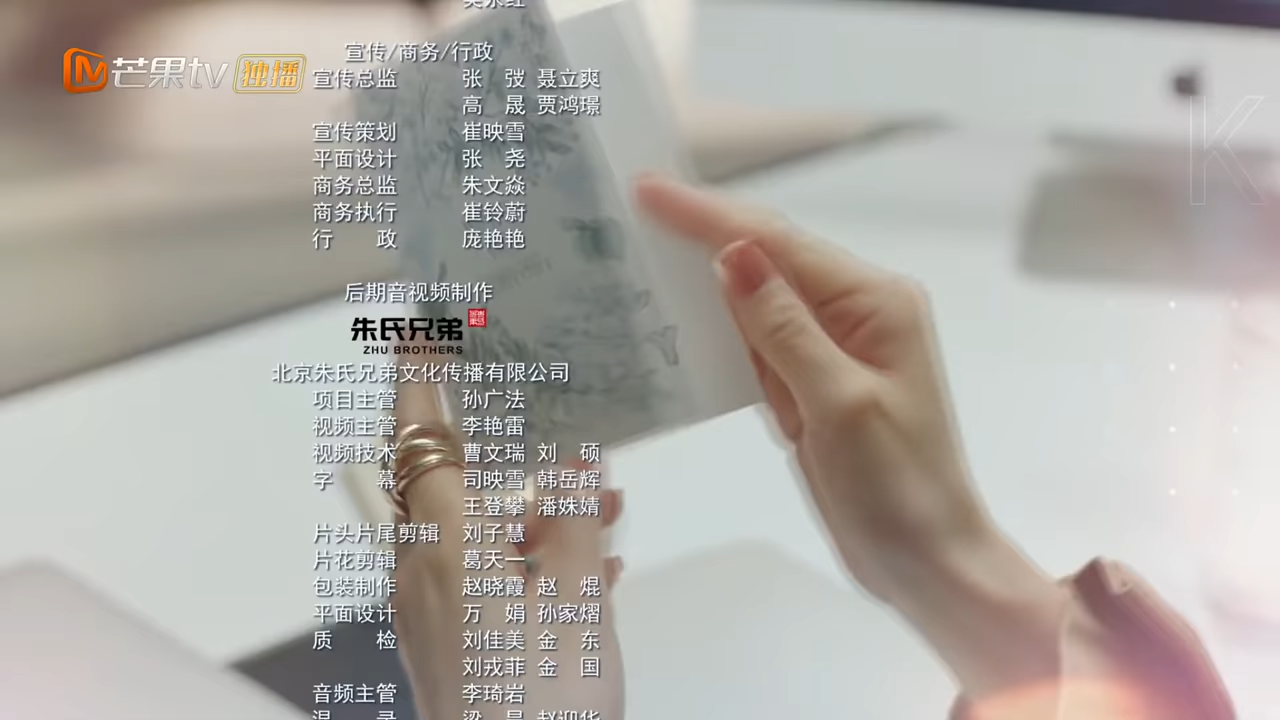 芒果tv 独播
宣传/商务/行政
宣传总监 张 弢 聂立爽
高 晟 贾鸿璟
宣传策划 崔映雪
平面设计 张 尧
商务总监 朱文焱
商务执行 崔铃蔚
行 政 庞艳艳
后期音视频制作
朱氏兄弟
ZHU BROTHERS
北京朱氏兄弟文化传播有限公司
项目主管 孙广法
视频主管 李艳雷
视频技术 曹文瑞 刘 硕
字 幕 司映雪 韩岳辉
王登攀 潘姝婧
片头片尾剪辑 刘子慧
片花剪辑 葛天一
包装制作 赵晓霞 赵 焜
平面设计 万 娟 孙家熠
质 检 刘佳美 金 东
刘戎菲 金 国
音频主管 李琦岩
混 录 梁 昊 赵迎华
K